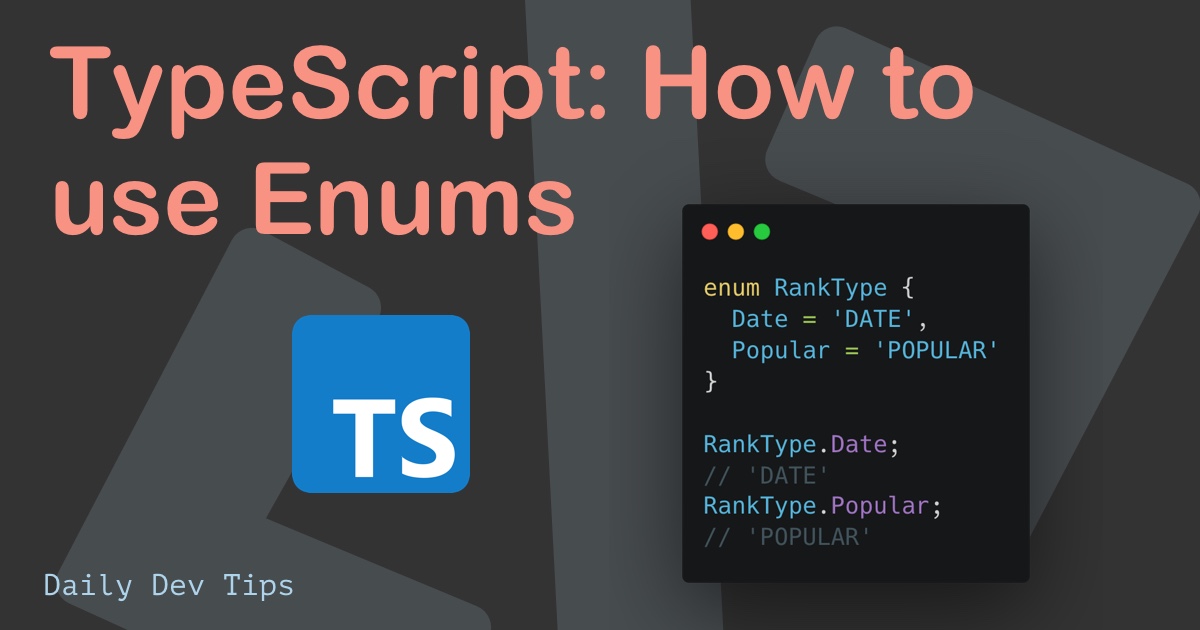 TypeScript: How to
use Enums
enum RankType {
  Date = 'DATE',
  Popular = 'POPULAR'
}
RankType.Date;
// 'DATE'
RankType.Popular;
// 'POPULAR'
TS
Daily Dev Tips